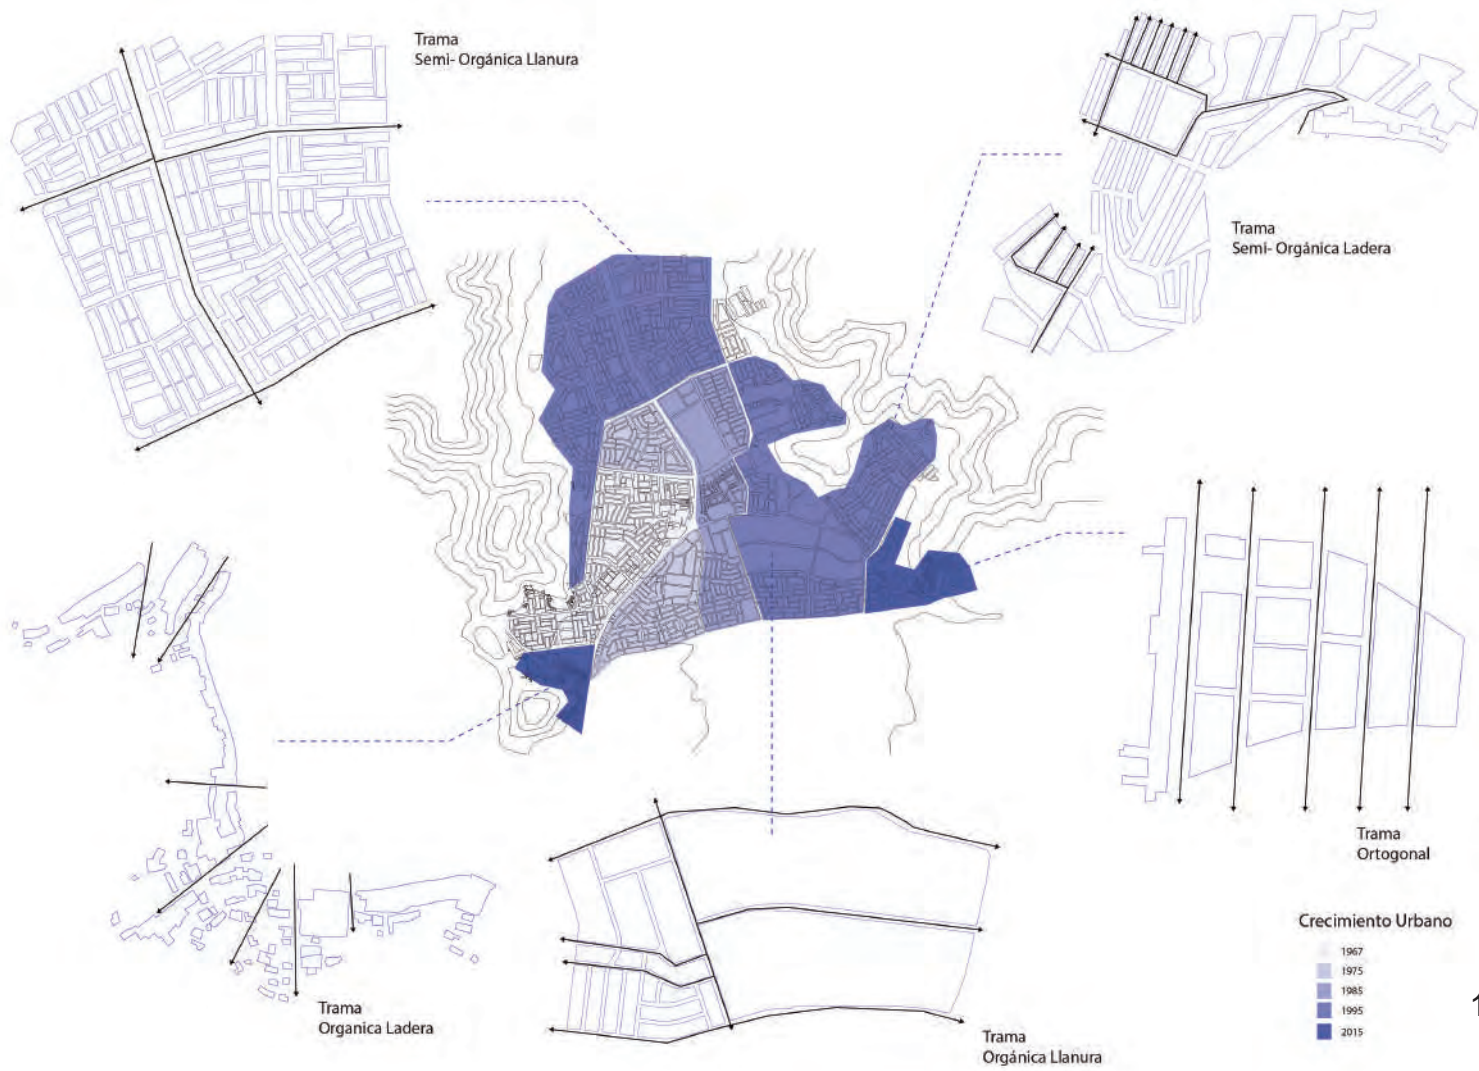 Trama
Semi- Orgánica Llanura
Trama
Semi- Orgánica Ladera
Trama
Ortogonal
Trama
Organica Ladera
Trama
Orgánica Llanura
Crecimiento Urbano
1967
1975
1985
1995
2015
1